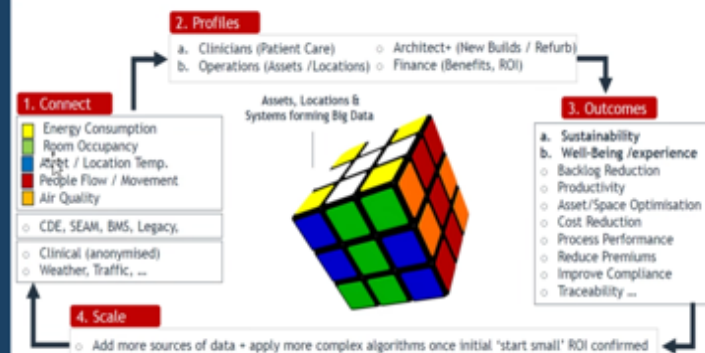 2. Profiles
a. Clinicians (Patient Care)
○ Architect+ (New Builds / Refurb)
b. Operations (Assets /Locations)
○ Finance (Benefits, ROI)
1. Connect
Energy Consumption
Room Occupancy
Asset / Location Temp.
People Flow / Movement
Air Quality
○ CDE, SEAM, BMS, Legacy,
○ Clinical (anonymised)
○ Weather, Traffic, ...
Assets, Locations &
Systems forming Big Data
3. Outcomes
a. Sustainability
b. Well-Being /experience
○ Backlog Reduction
○ Productivity
○ Asset/Space Optimisation
○ Cost Reduction
○ Process Performance
○ Reduce Premiums
○ Improve Compliance
○ Traceability ...
4. Scale
○ Add more sources of data + apply more complex algorithms once initial ‘start small’ ROI confirmed